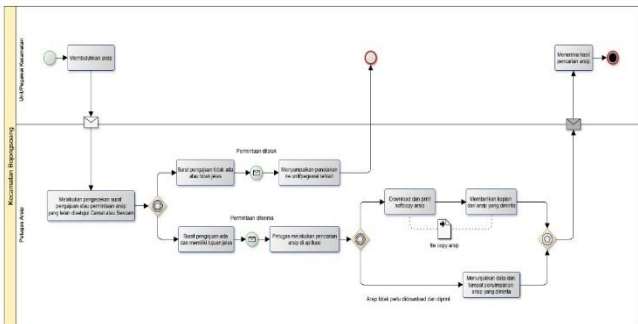 Kecamatan Bojongsoang
Unit/Pegawai Kecamatan
Membutuhkan arsip
Menerima hasil
pencarian arsip
Petugas Arsip
Melakukan pengecekan surat
pengajuan atau permintaan arsip
yang telah disetujui Camat atau Sekcam
Permintaan ditolak
Surat pengajuan tidak ada
atau tidak jelas
Menyampaikan penolakan
ke unit/pegawai terkait
Permintaan diterima
Surat pengajuan ada
dan memiliki tujuan jelas
Petugas melakukan pencarian
arsip di aplikasi
Download dan print
softcopy arsip
Memberikan kopian
dari arsip yang diminta
file copy arsip
Menunjukkan data dan
tempat penyimpanan
arsip yang diminta
Arsip tidak perlu didownload dan diprint